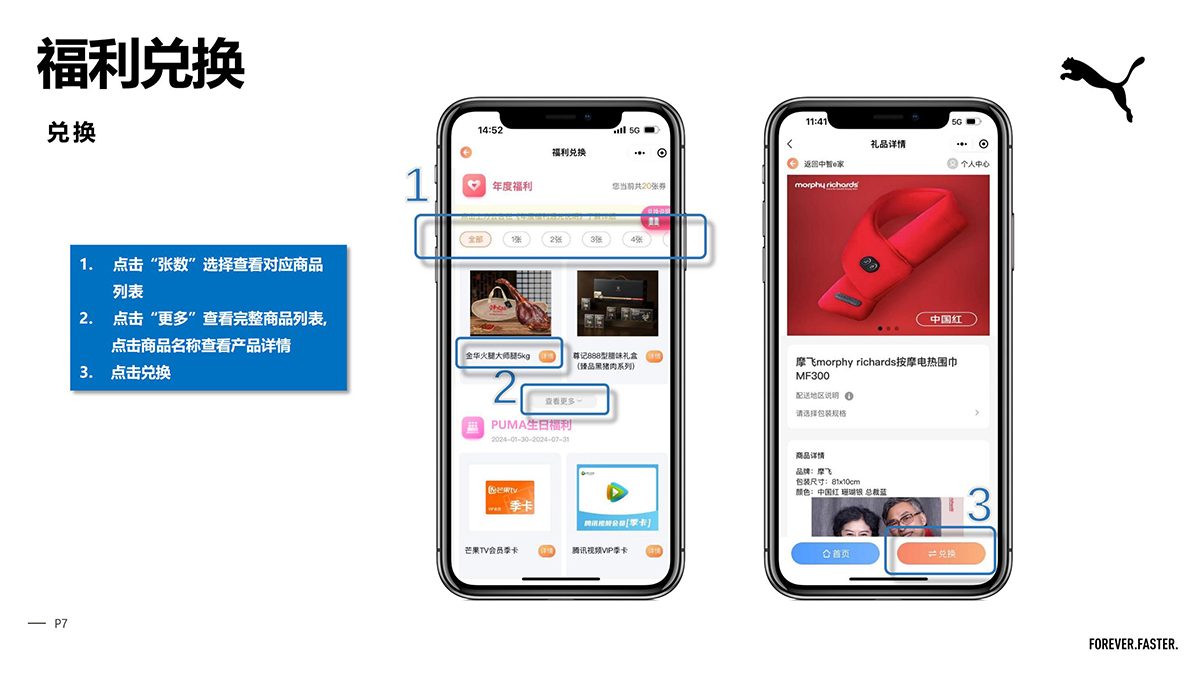 福利兑换
兑换
1. 点击“张数”选择查看对应商品
列表
2. 点击“更多”查看完整商品列表,
点击商品名称查看产品详情
3. 点击兑换
1
14:52
5G
福利兑换
年度福利
您当前共20张券
全部
1张
2张
3张
4张
金华火腿大师腿5kg
详情
尊记888型腊味礼盒
(臻品黑猪肉系列)
详情
2
查看更多
PUMA生日福利
2024-01-30-2024-07-31
芒果TV
季卡
腾讯视频会员[季卡]
芒果TV会员季卡
详情
腾讯视频VIP季卡
详情
11:41
5G
礼品详情
返回中智e家
个人中心
morphy richards
中国红
摩飞morphy richards按摩电热围巾
MF300
配送地区说明
请选择包装规格
商品详情
品牌：摩飞
包装尺寸：81x10cm
颜色：中国红 珊瑚银 总裁蓝
3
首页
兑换
P7
FOREVER.FASTER.